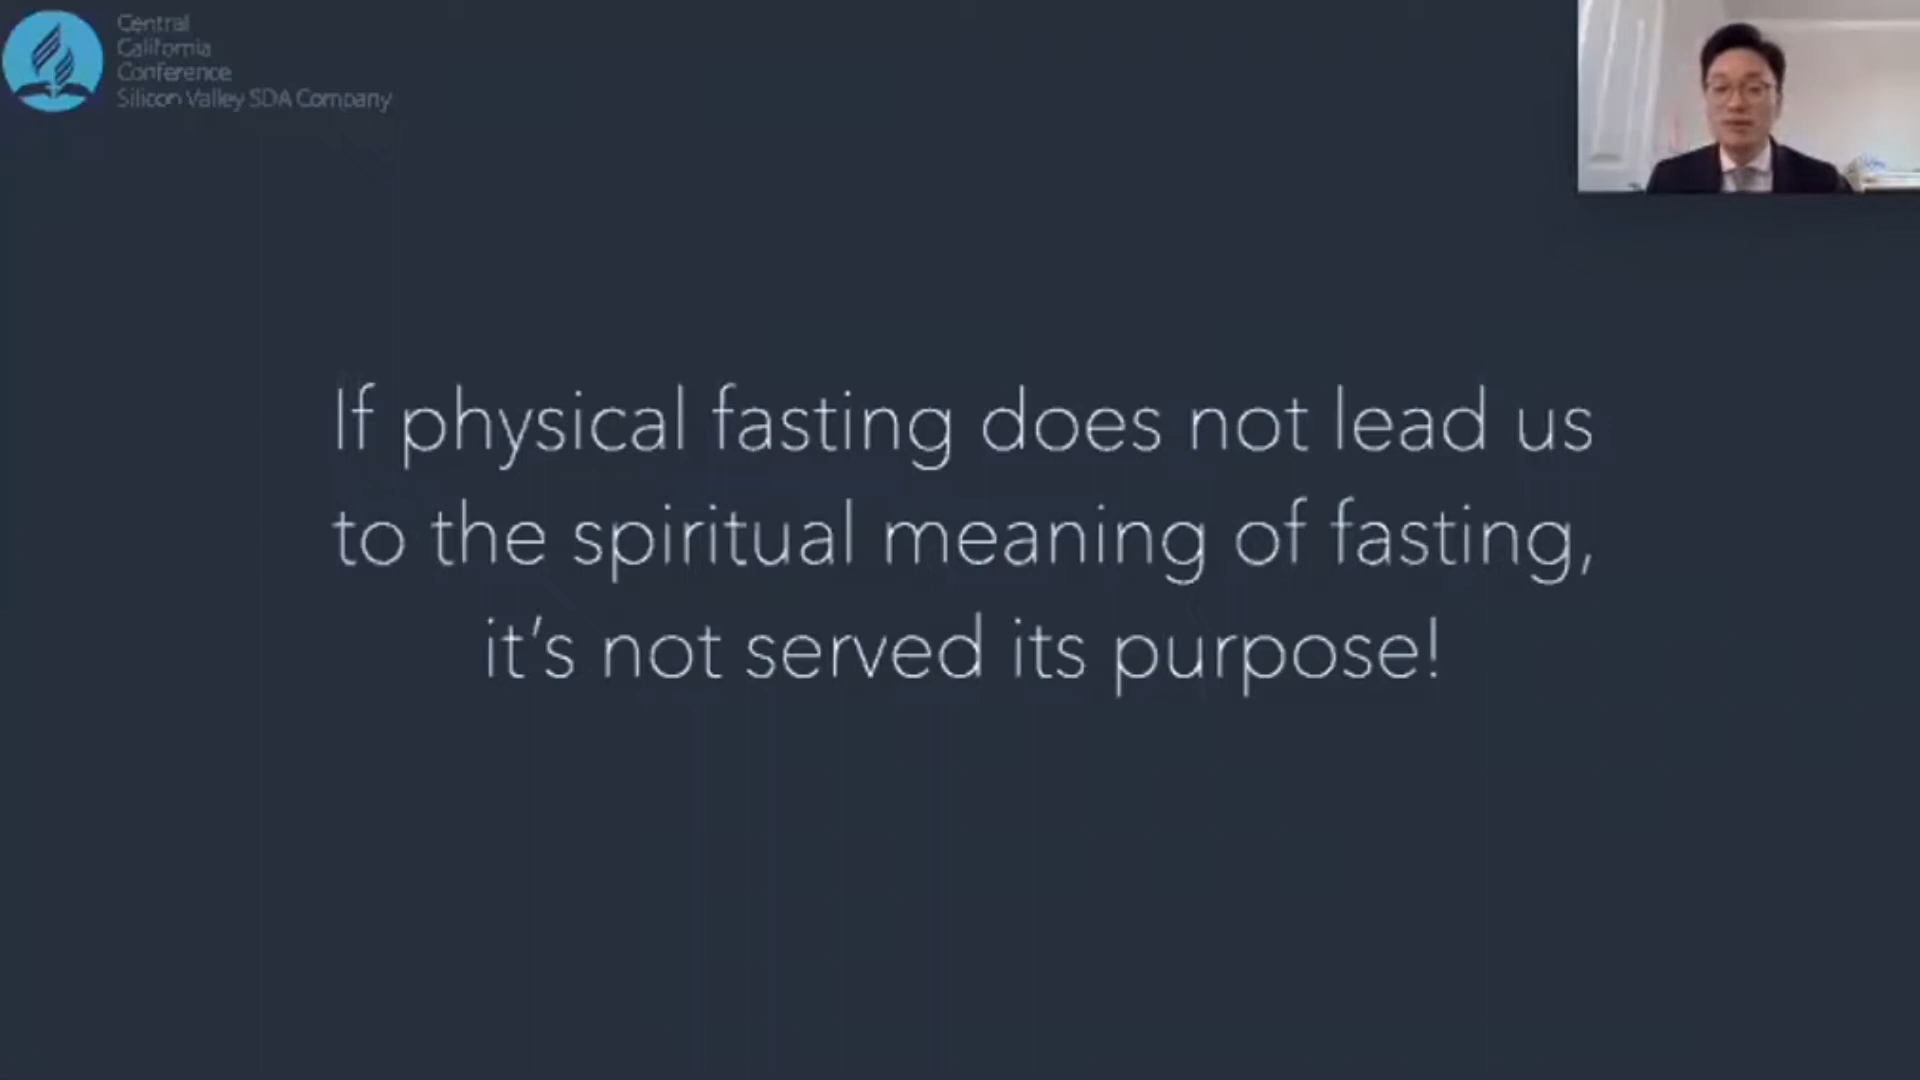 Central
California
Conference
Silicon Valley SDA Company
If physical fasting does not lead us
to the spiritual meaning of fasting,
it's not served its purpose!